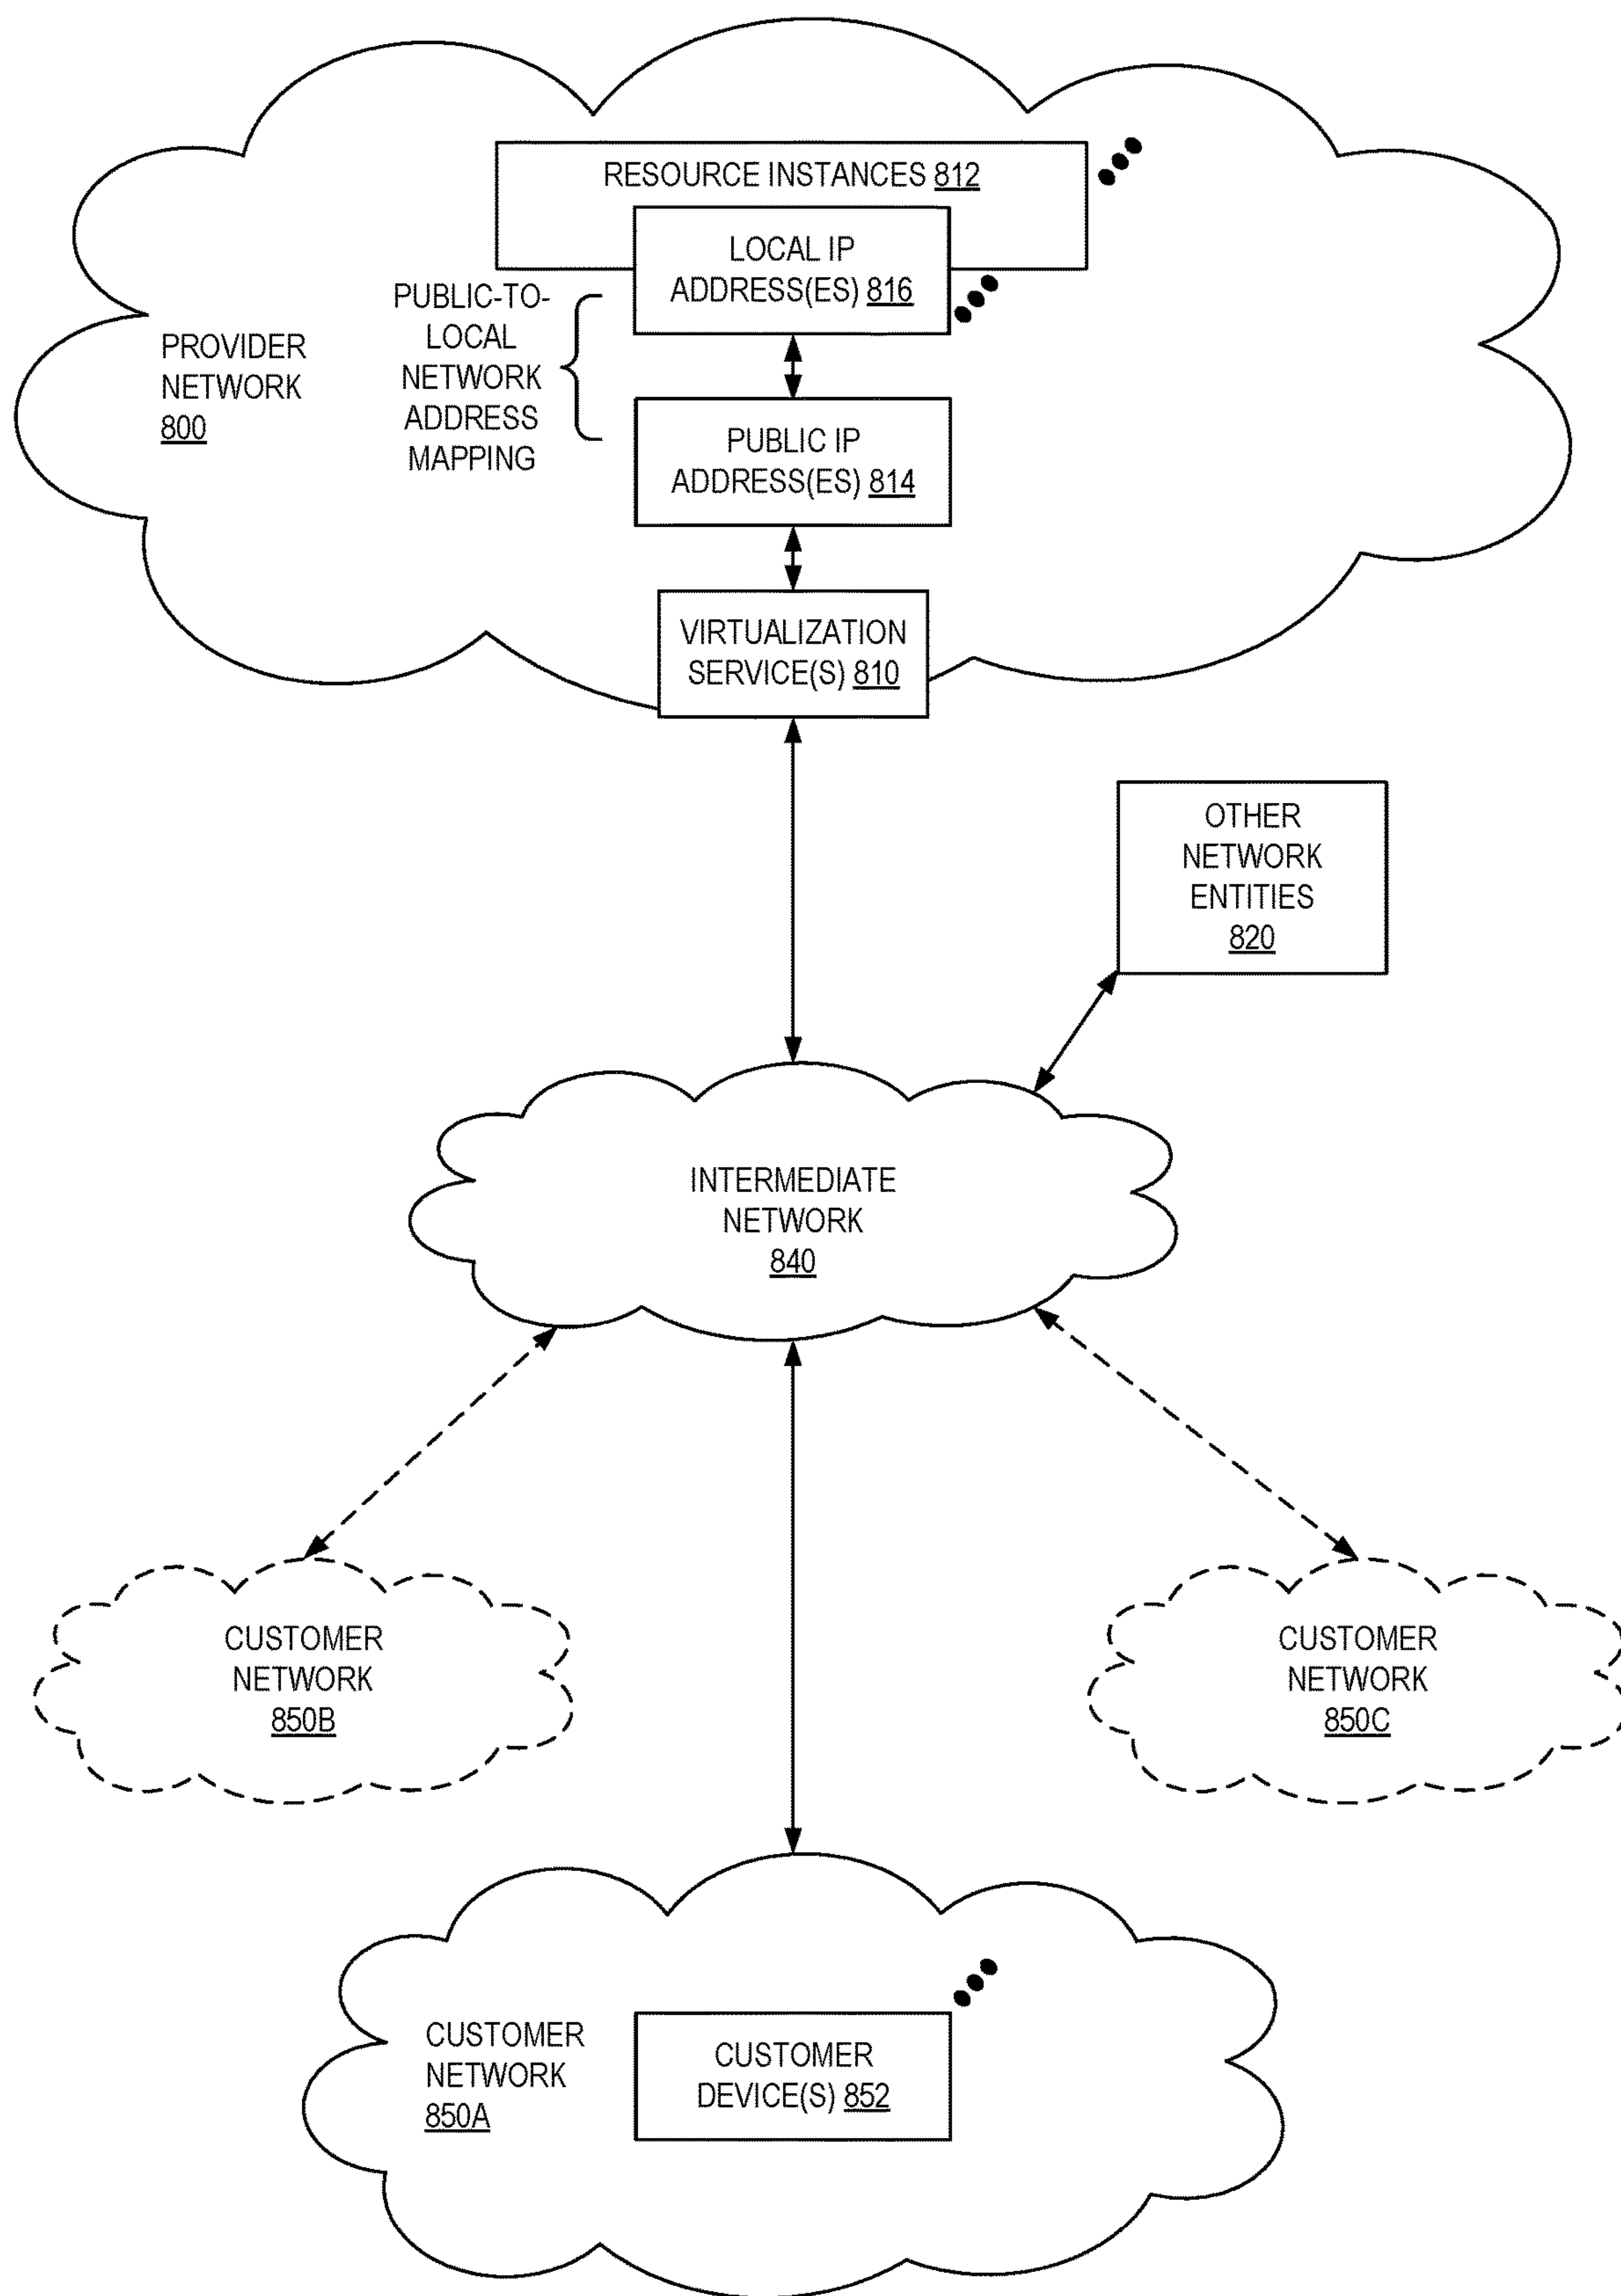 RESOURCE INSTANCES 812
LOCAL IP
ADDRESS(ES) 816
PUBLIC-TO-
LOCAL
NETWORK
ADDRESS
MAPPING
PROVIDER
NETWORK
800
PUBLIC IP
ADDRESS(ES) 814
VIRTUALIZATION
SERVICE(S) 810
OTHER
NETWORK
ENTITIES
820
INTERMEDIATE
NETWORK
840
CUSTOMER
NETWORK
850B
CUSTOMER
NETWORK
850C
CUSTOMER
NETWORK
850A
CUSTOMER
DEVICE(S) 852